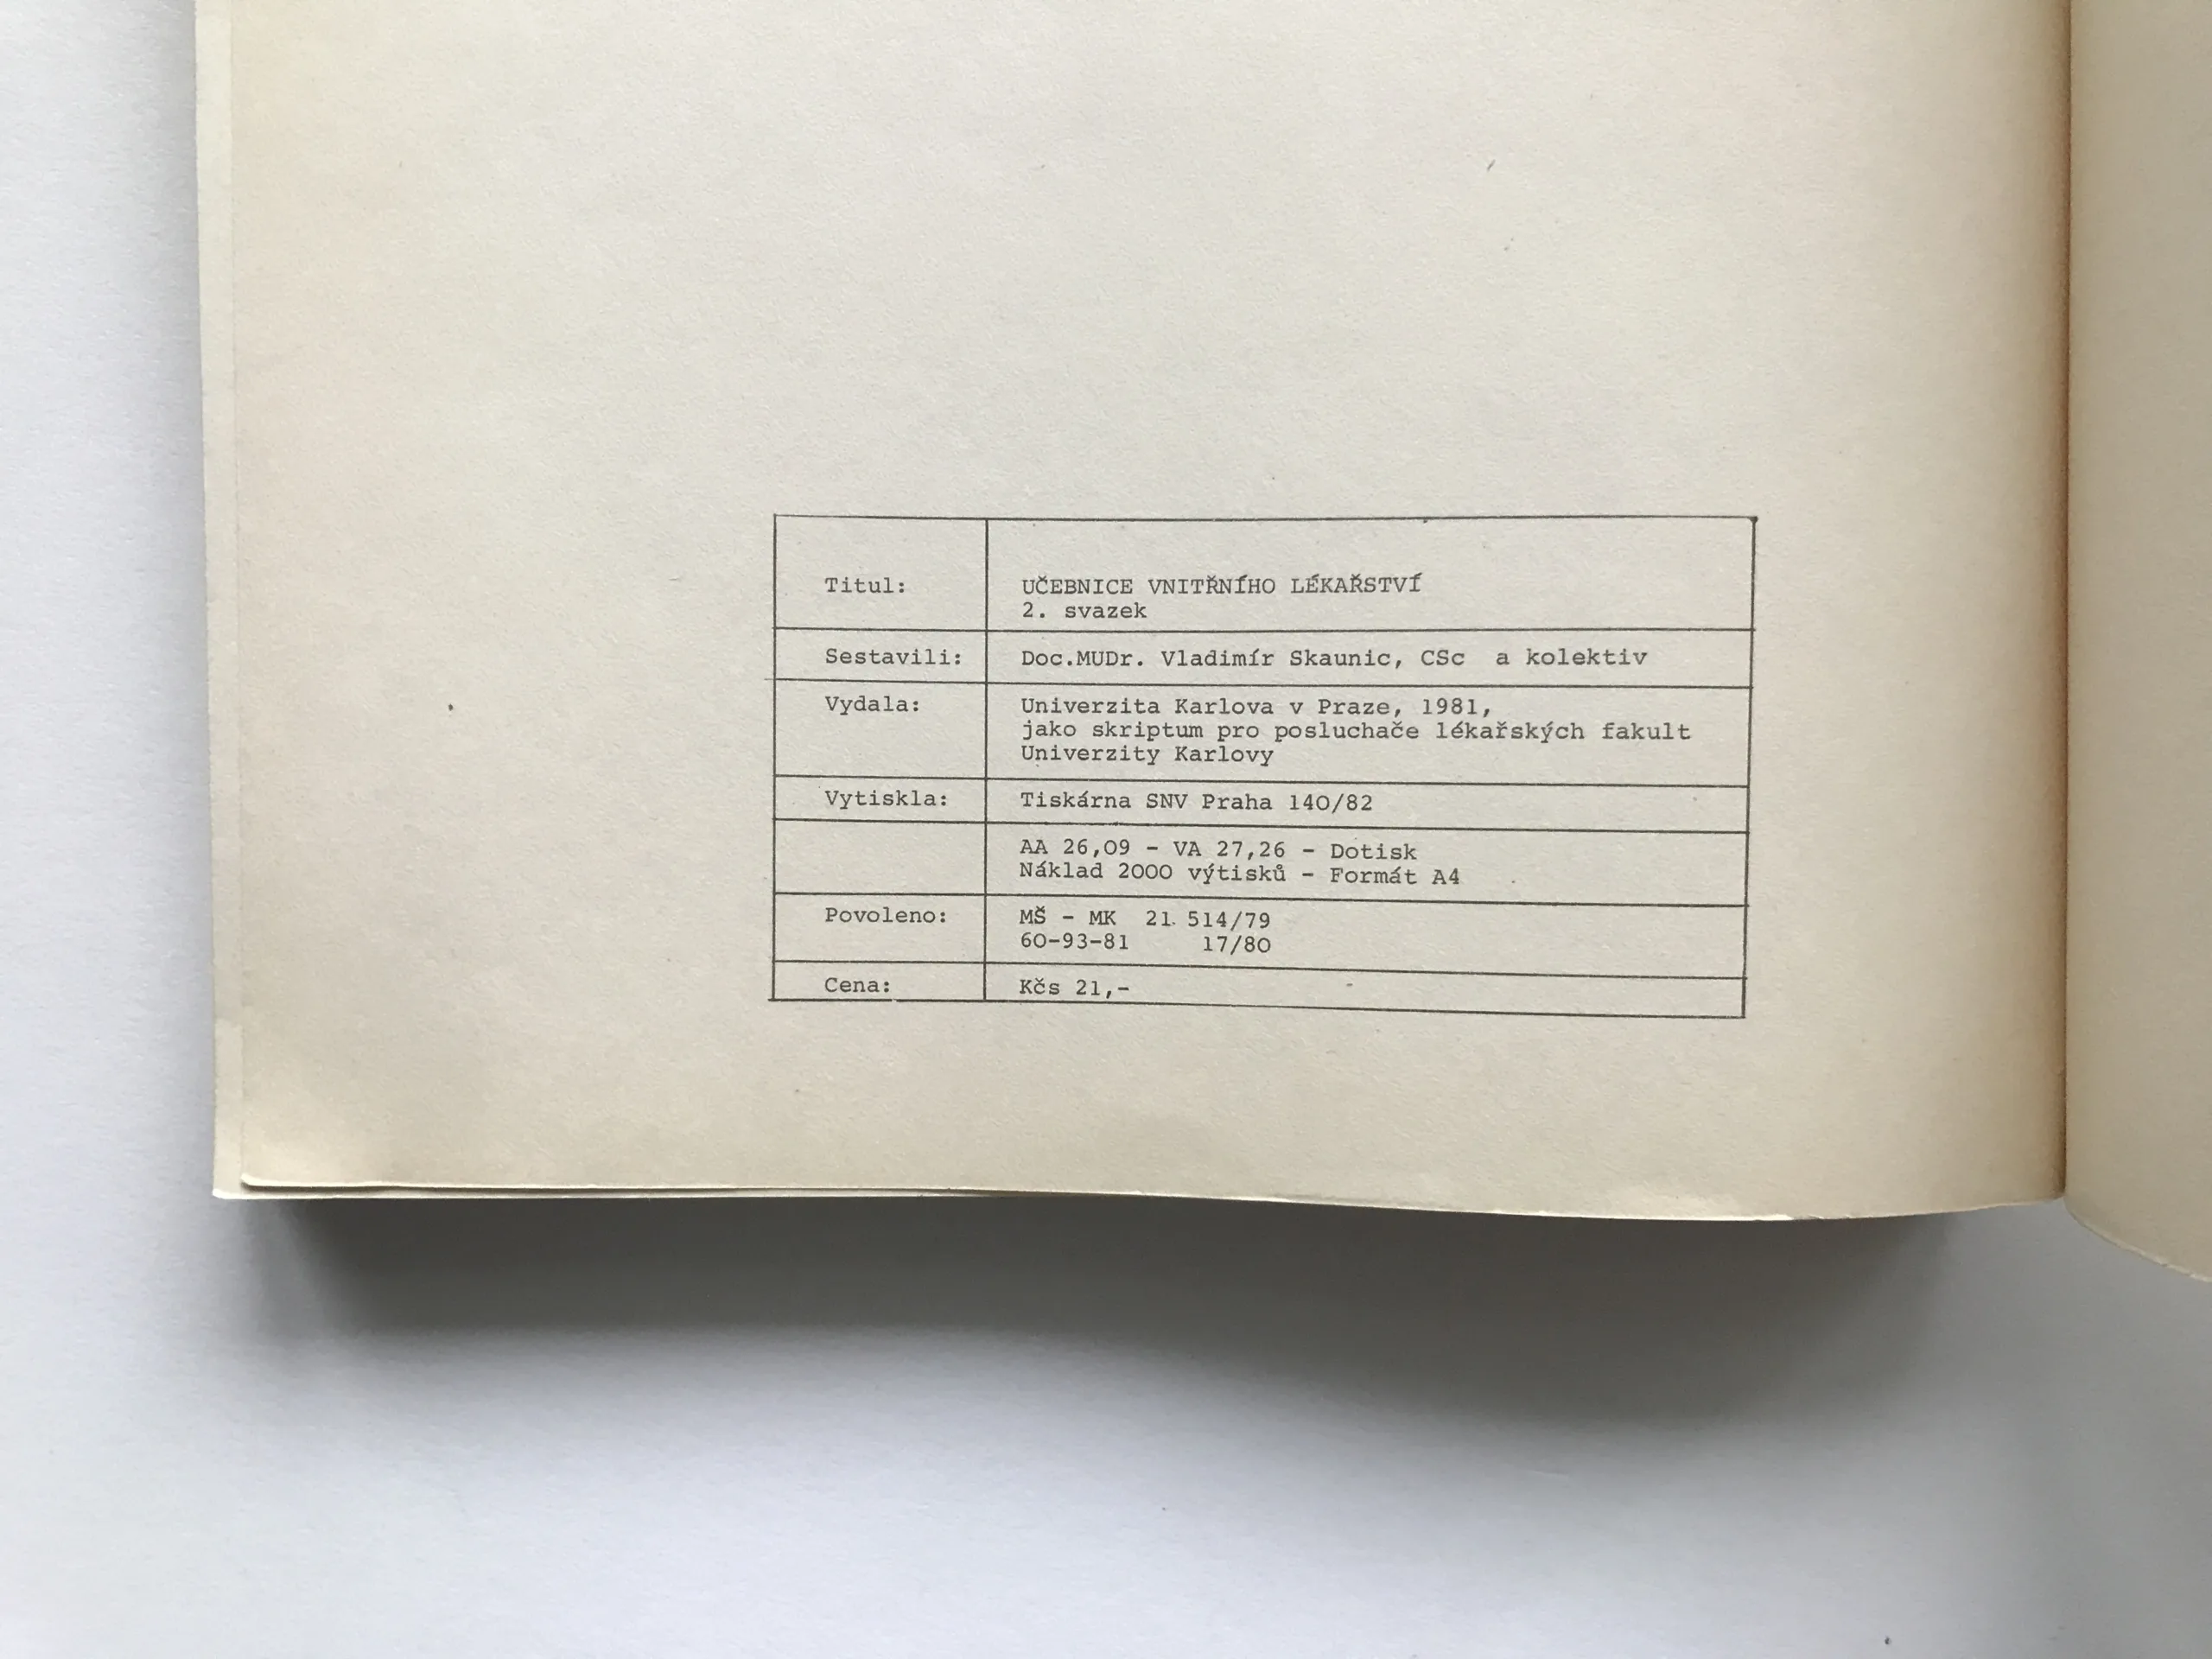 Titul: UČEBNICE VNITŘNÍHO LÉKAŘSTVÍ
2. svazek
Sestavili: Doc.MUDr. Vladimír Skaunic, CSc a kolektiv
Vydala: Univerzita Karlova v Praze, 1981,
jako skriptum pro posluchače lékařských fakult
Univerzity Karlovy
Vytiskla: Tiskárna SNV Praha 140/82
AA 26,09 - VA 27,26 - Dotisk
Náklad 2000 výtisků - Formát A4
Povoleno: MŠ - MK 21 514/79
60-93-81 17/80
Cena: Kčs 21,-